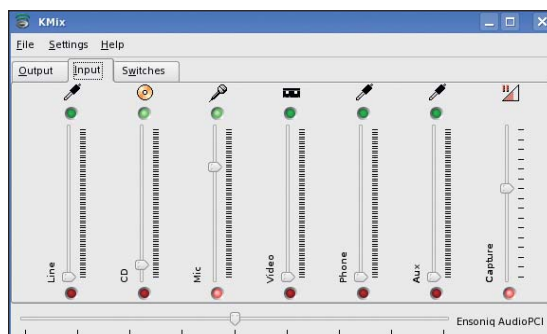 KMix
File Settings Help
Output Input Switches
Line CD Mic Video Phone Aux Capture
Ensoniq AudioPCI